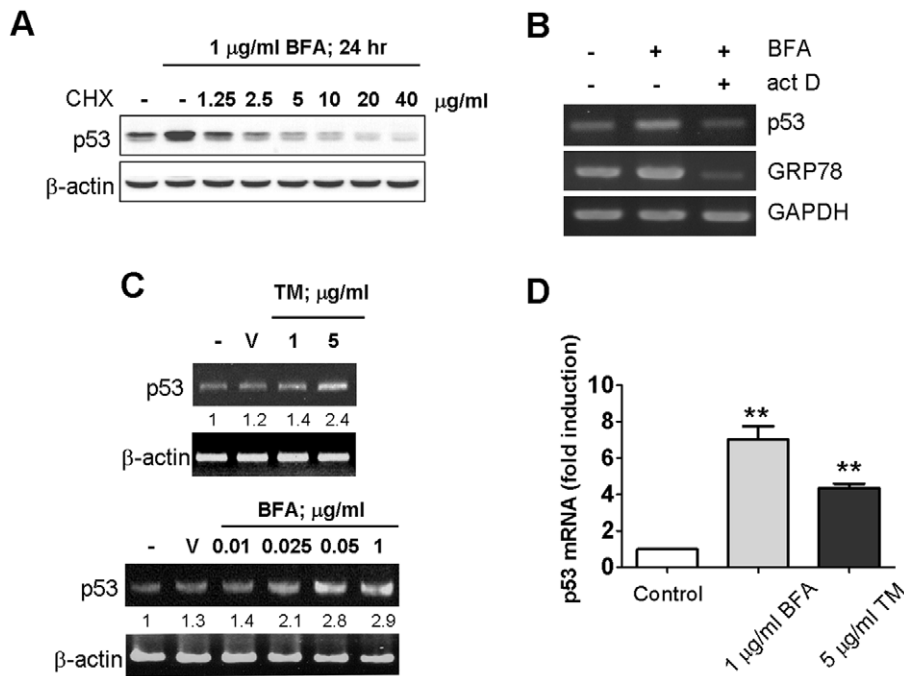 A
1 μg/ml BFA; 24 hr
CHX - - 1.25 2.5 5 10 20 40 μg/ml
p53
β-actin
B
- + + BFA
- - + act D
p53
GRP78
GAPDH
C
TM; μg/ml
- V 1 5
p53
1 1.2 1.4 2.4
β-actin
BFA; μg/ml
- V 0.01 0.025 0.05 1
p53
1 1.3 1.4 2.1 2.8 2.9
β-actin
D
p53 mRNA (fold induction)
10
8
6
4
2
0
**
**
Control
1 μg/ml BFA
5 μg/ml TM